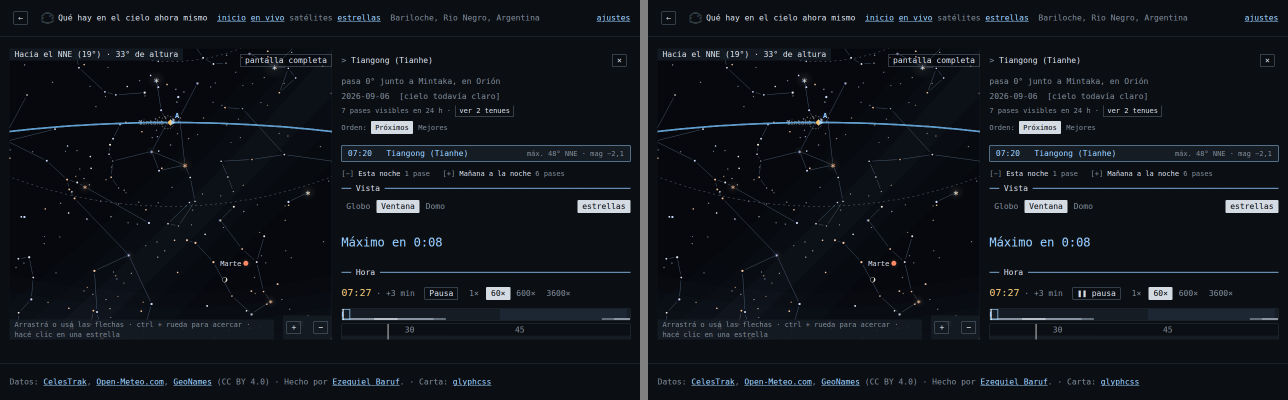 ← Qué hay en el cielo ahora mismo inicio en vivo satélites estrellas Bariloche, Río Negro, Argentina ajustes
Hacia el NNE (19°) · 33° de altura
pantalla completa
Mintaka
Marte
Arrastrá o usá las flechas · ctrl + rueda para acercar ·
hacé clic en una estrella
+ −
> Tiangong (Tianhe) ×
pasa 0° junto a Mintaka, en Orión
2026-09-06 [cielo todavía claro]
7 pases visibles en 24 h · ver 2 tenues
Orden: Próximos Mejores
07:20 Tiangong (Tianhe) máx. 48° NNE · mag ~2,1
[−] Esta noche 1 pase [+] Mañana a la noche 6 pases
Vista
Globo Ventana Domo estrellas
Máximo en 0:08
Hora
07:27 · +3 min Pausa 1× 60× 600× 3600×
30 45
Datos: CelesTrak, Open-Meteo.com, GeoNames (CC BY 4.0) · Hecho por Ezequiel Baruf. · Carta: glyphcss
← Qué hay en el cielo ahora mismo inicio en vivo satélites estrellas Bariloche, Río Negro, Argentina ajustes
Hacia el NNE (19°) · 33° de altura
pantalla completa
Mintaka
Marte
Arrastrá o usá las flechas · ctrl + rueda para acercar ·
hacé clic en una estrella
+ −
> Tiangong (Tianhe) ×
pasa 0° junto a Mintaka, en Orión
2026-09-06 [cielo todavía claro]
7 pases visibles en 24 h · ver 2 tenues
Orden: Próximos Mejores
07:20 Tiangong (Tianhe) máx. 48° NNE · mag ~2,1
[−] Esta noche 1 pase [+] Mañana a la noche 6 pases
Vista
Globo Ventana Domo estrellas
Máximo en 0:08
Hora
07:27 · +3 min ❚❚ pausa 1× 60× 600× 3600×
30 45
Datos: CelesTrak, Open-Meteo.com, GeoNames (CC BY 4.0) · Hecho por Ezequiel Baruf. · Carta: glyphcss